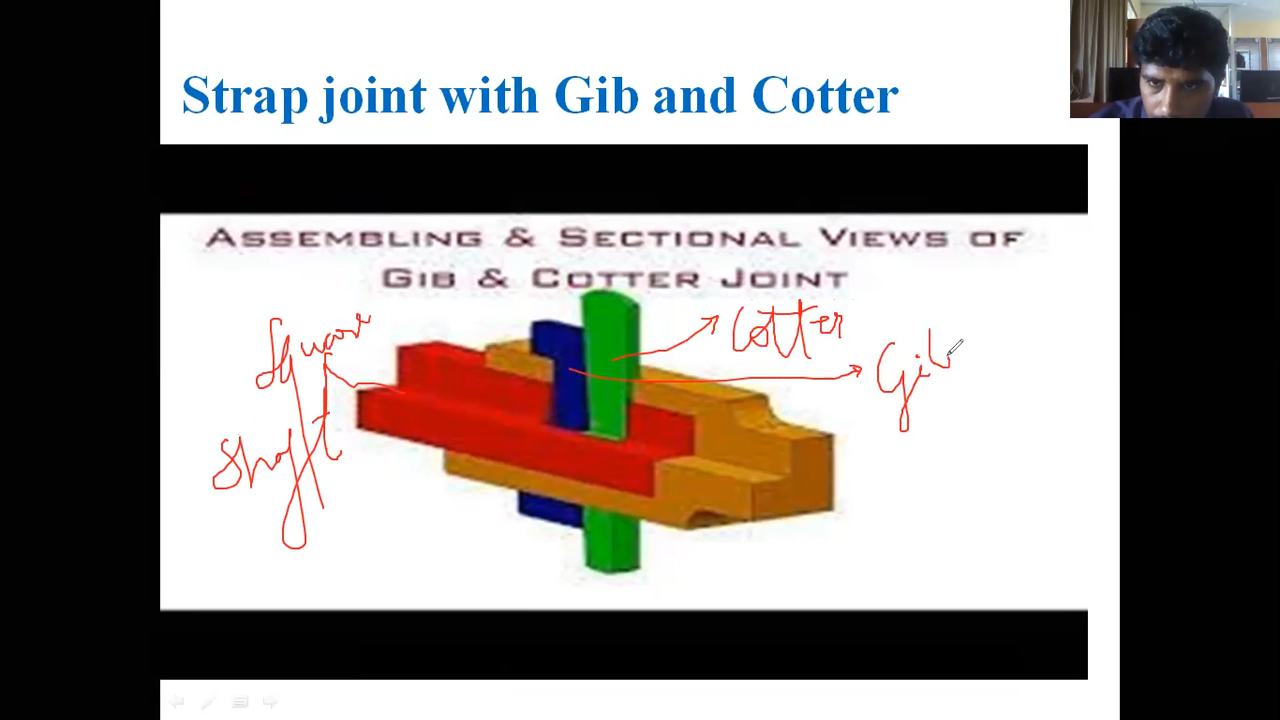 Strap joint with Gib and Cotter
ASSEMBLING & SECTIONAL VIEWS OF
GIB & COTTER JOINT
Cotter
Square
Gib
Shaft